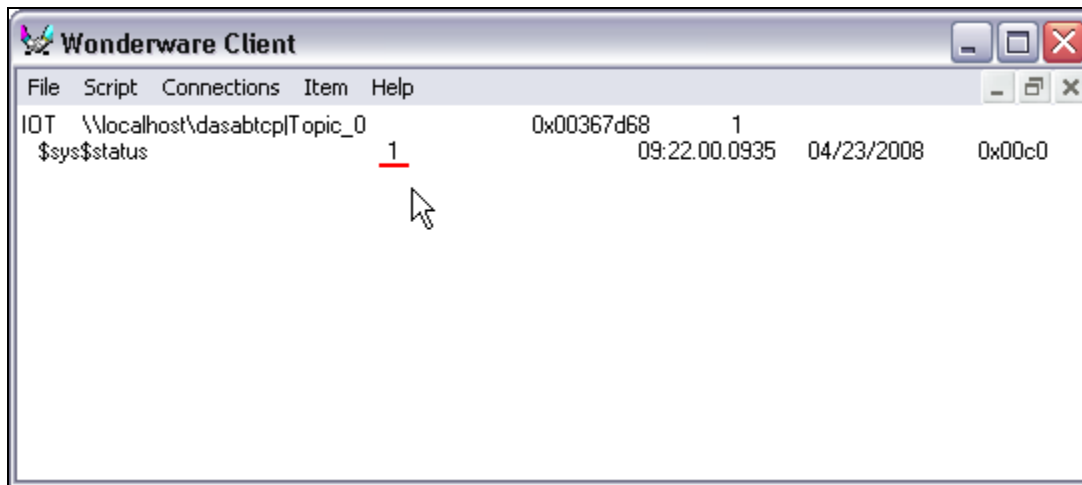 Wonderware Client
File Script Connections Item Help
IOT \\localhost\dasabtcp|Topic_0 0x00367d68 1
$sys$status 1 09:22.00.0935 04/23/2008 0x00c0